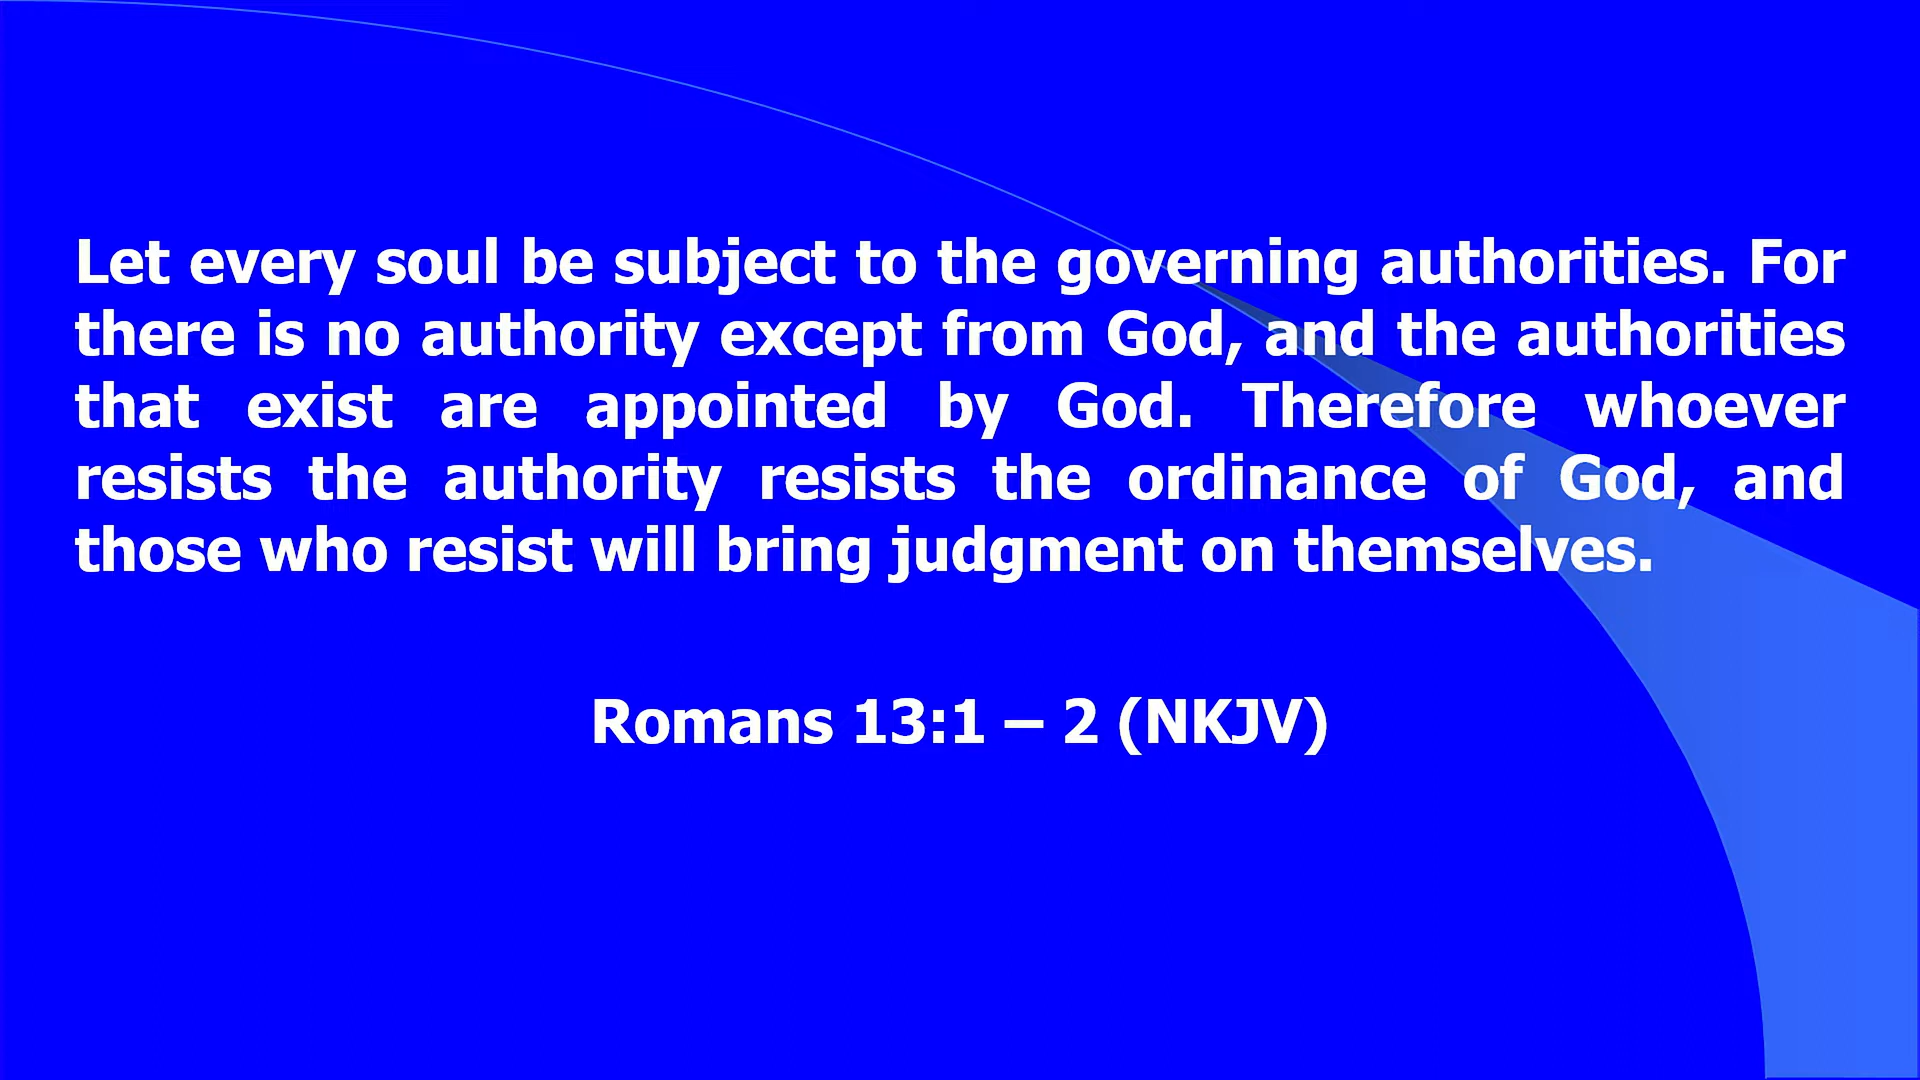 Let every soul be subject to the governing authorities. For
there is no authority except from God, and the authorities
that exist are appointed by God. Therefore whoever
resists the authority resists the ordinance of God, and
those who resist will bring judgment on themselves.
Romans 13:1 – 2 (NKJV)